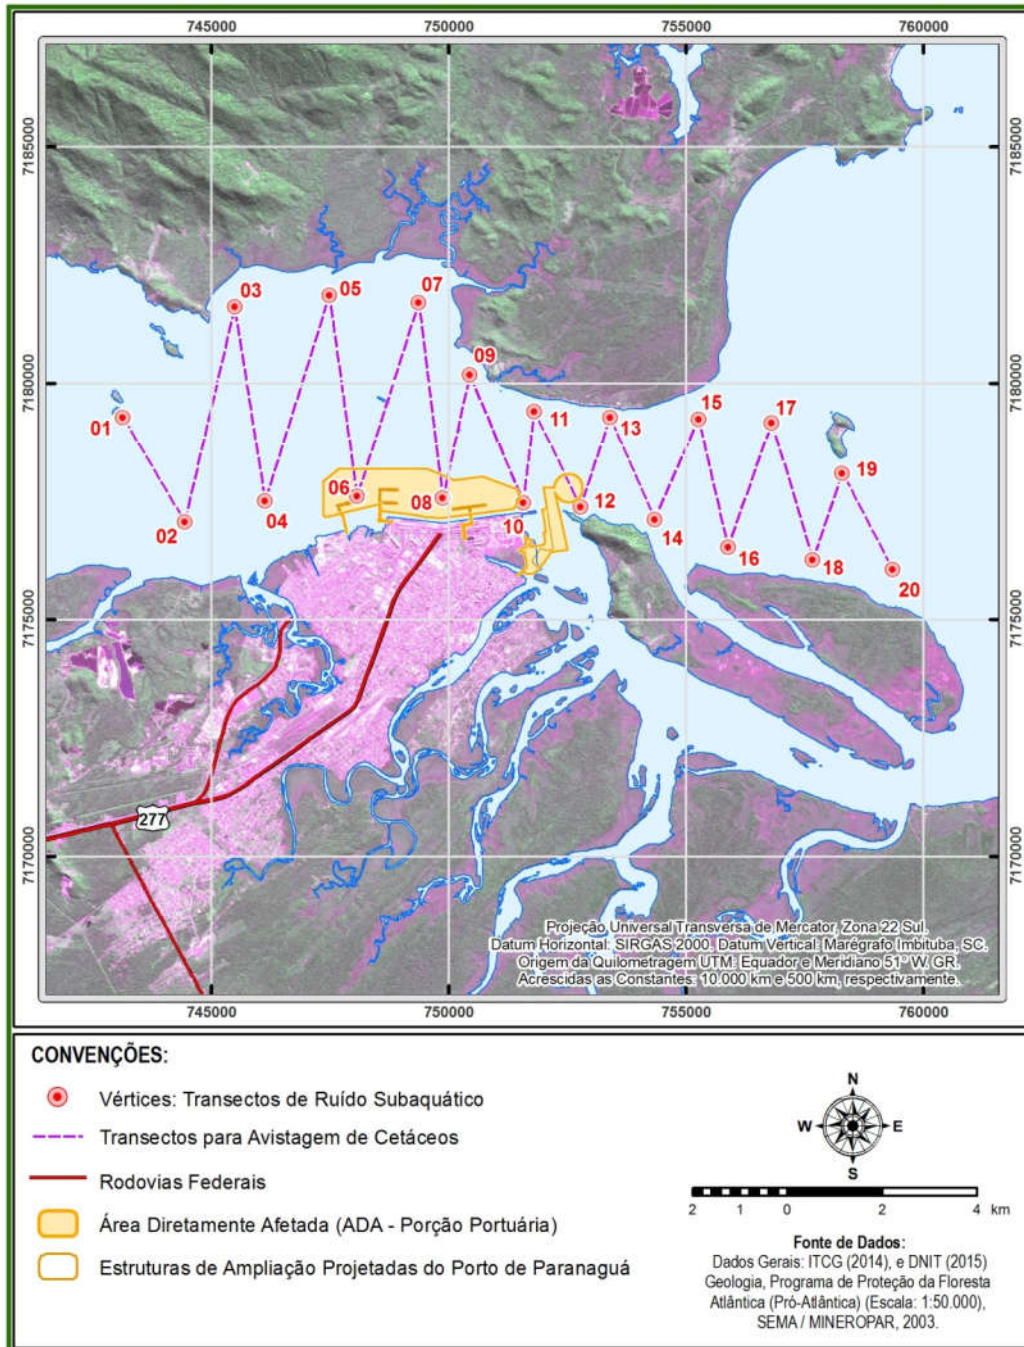 745000 750000 755000 760000
7185000 7185000
03 05 07
09
7180000 7180000
01 11 13 15 17
19
06 08 12
02 04 10 14
16 18
20
7175000 7175000
277
7170000 7170000
Projeção Universal Transversa de Mercator, Zona 22 Sul.
Datum Horizontal: SIRGAS 2000. Datum Vertical: Marégrafo Imbituba, SC.
Origem da Quilometragem UTM: Equador e Meridiano 51° W. GR.
Acrescidas as Constantes: 10.000 km e 500 km, respectivamente.
745000 750000 755000 760000
CONVENÇÕES:
Vértices: Transectos de Ruído Subaquático
Transectos para Avistagem de Cetáceos
Rodovias Federais
Área Diretamente Afetada (ADA - Porção Portuária)
Estruturas de Ampliação Projetadas do Porto de Paranaguá
N
W E
S
2 1 0 2 4 km
Fonte de Dados:
Dados Gerais: ITCG (2014), e DNIT (2015)
Geologia, Programa de Proteção da Floresta
Atlântica (Pró-Atlântica) (Escala: 1:50.000),
SEMA / MINEROPAR, 2003.